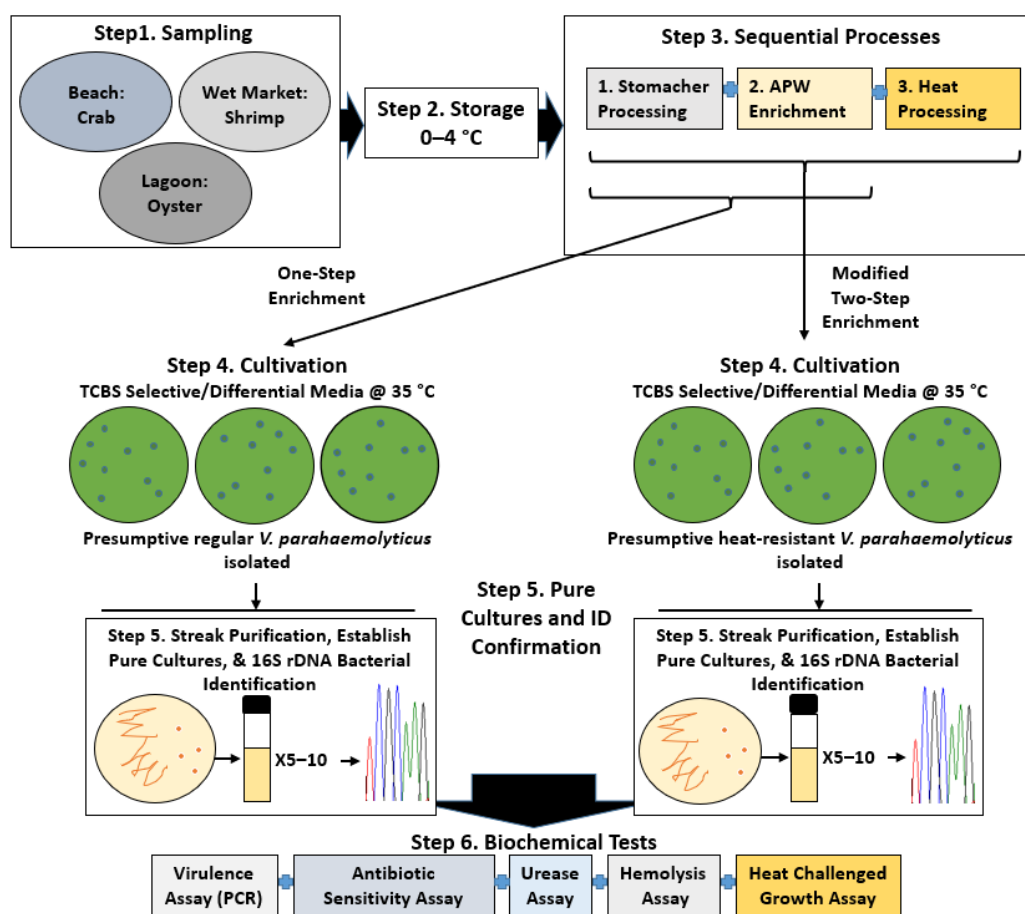 Step1. Sampling
Beach:
Crab
Wet Market:
Shrimp
Lagoon:
Oyster
Step 2. Storage
0–4 °C
Step 3. Sequential Processes
1. Stomacher
Processing
2. APW
Enrichment
3. Heat
Processing
One-Step
Enrichment
Modified
Two-Step
Enrichment
Step 4. Cultivation
TCBS Selective/Differential Media @ 35 °C
Presumptive regular V. parahaemolyticus
isolated
Step 4. Cultivation
TCBS Selective/Differential Media @ 35 °C
Presumptive heat-resistant V. parahaemolyticus
isolated
Step 5. Pure
Cultures and ID
Confirmation
Step 5. Streak Purification, Establish
Pure Cultures, & 16S rDNA Bacterial
Identification
X5–10
Step 5. Streak Purification, Establish
Pure Cultures, & 16S rDNA Bacterial
Identification
X5–10
Step 6. Biochemical Tests
Virulence
Assay (PCR)
Antibiotic
Sensitivity Assay
Urease
Assay
Hemolysis
Assay
Heat Challenged
Growth Assay